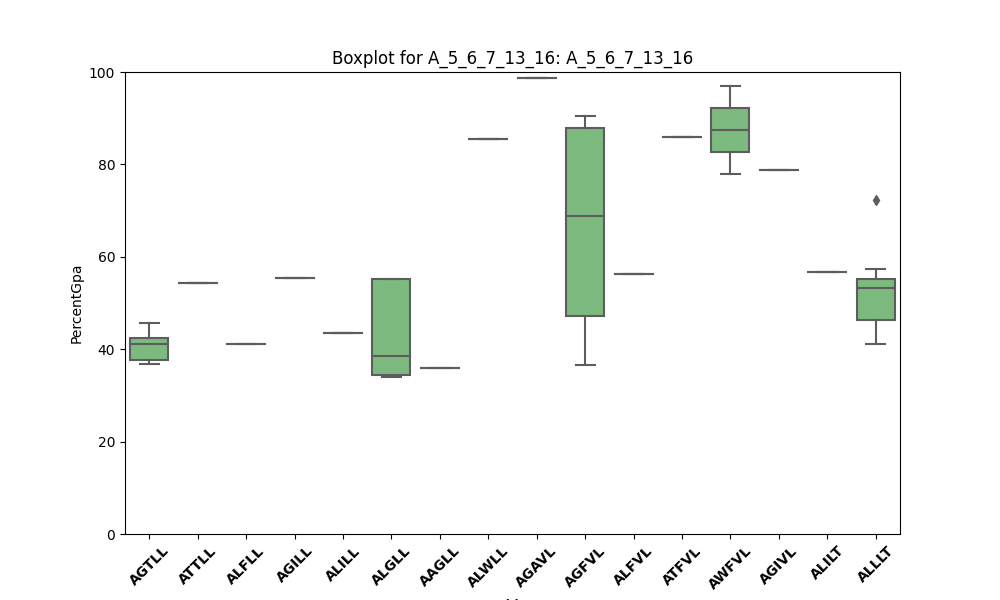 Boxplot for A_5_6_7_13_16: A_5_6_7_13_16
100
80
60
40
20
0
PercentGpa
AGTLL
ATTLL
ALFLL
AGILL
ALILL
ALGLL
AAGLL
ALWLL
AGAVL
AGFVL
ALFVL
ATFVL
AWFVL
AGIVL
ALILT
ALLLT